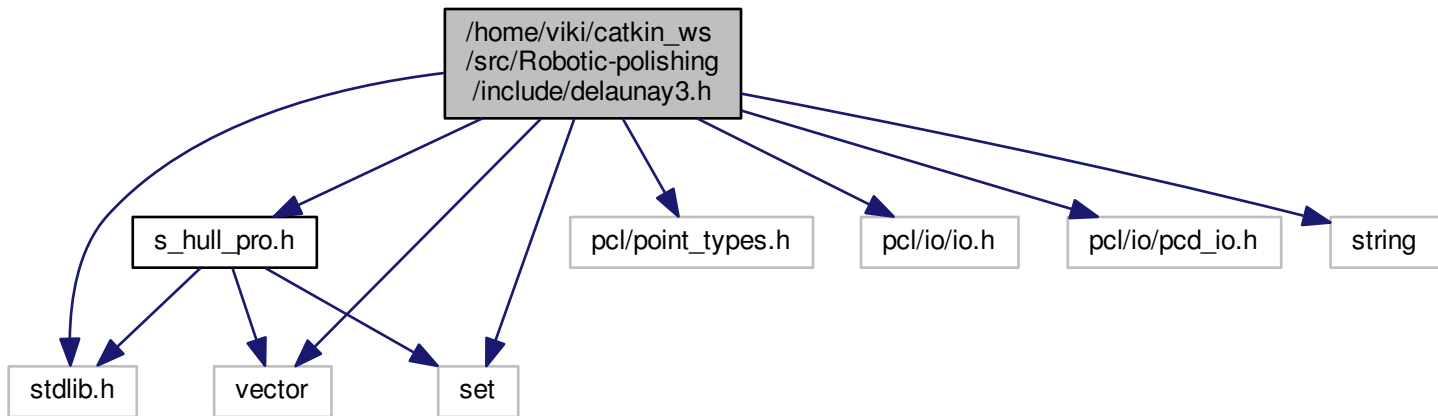 /home/viki/catkin_ws
/src/Robotic-polishing
/include/delaunay3.h
s_hull_pro.h
pcl/point_types.h
pcl/io/io.h
pcl/io/pcd_io.h
string
stdlib.h
vector
set